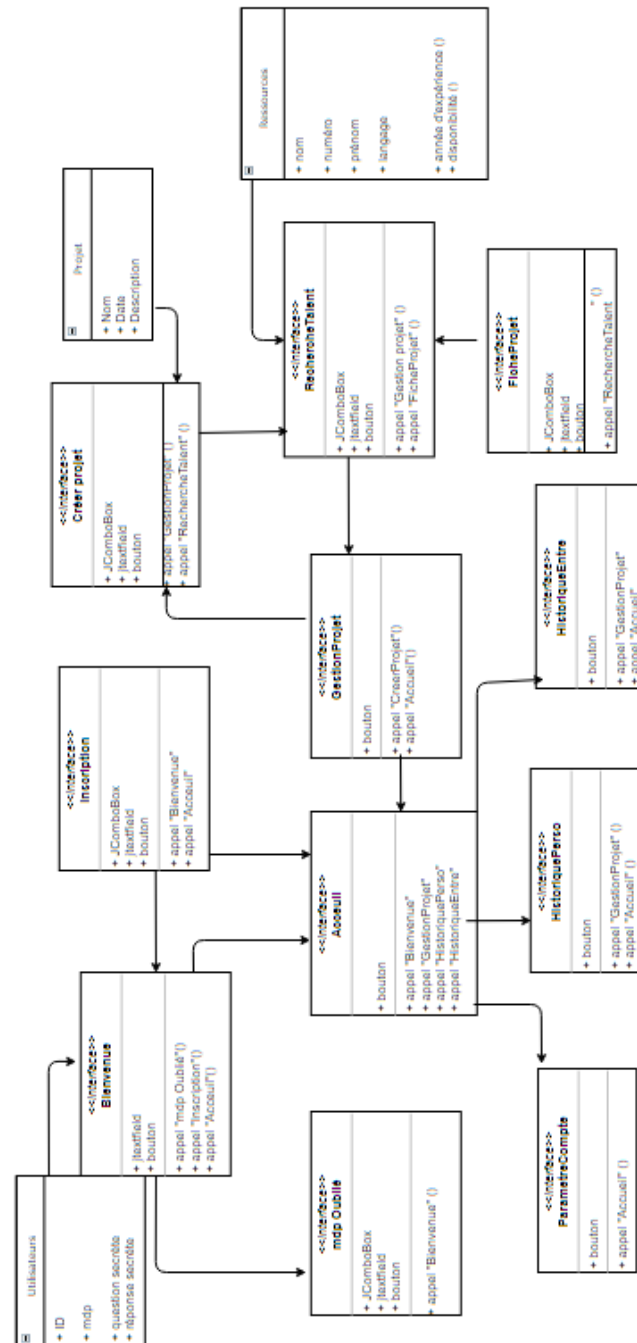 Utilisateurs
+ ID
+ mdp
+ question secrète
+ réponse secrète
<<Interface>>
Bienvenue
+ jtextfield
+ bouton
+ appel "mdp Oublié"()
+ appel "Inscription"()
+ appel "Acceuil"()
<<Interface>>
Inscription
+ JComboBox
+ jtextfield
+ bouton
+ appel "Bienvenue"
+ appel "Acceuil"
<<Interface>>
Créer projet
+ JComboBox
+ jtextfield
+ bouton
+ appel "GestionProjet" ()
+ appel "RechercheTalent" ()
Projet
+ Nom
+ Date
+ Description
<<Interface>>
mdp Oublié
+ JComboBox
+ jtextfield
+ bouton
+ appel "Bienvenue" ()
<<Interface>>
Acceuil
+ bouton
+ appel "Bienvenue"
+ appel "GestionProjet"
+ appel "HistoriquePerso"
+ appel "HistoriqueEntre"
<<Interface>>
GestionProjet
+ bouton
+ appel "CreerProjet"()
+ appel "Accueil"()
<<Interface>>
RechercheTalent
+ JComboBox
+ jtextfield
+ bouton
+ appel "Gestion projet" ()
+ appel "FicheProjet" ()
Ressources
+ nom
+ numéro
+ prénom
+ langage
+ année d'expérience ()
+ disponibilité ()
<<Interface>>
ParametreCompte
+ bouton
+ appel "Accueil" ()
<<Interface>>
HistoriquePerso
+ bouton
+ appel "GestionProjet" ()
+ appel "Accueil" ()
<<Interface>>
HistoriqueEntre
+ bouton
+ appel "GestionProjet"
+ appel "Accueil"
<<Interface>>
FicheProjet
+ JComboBox
+ jtextfield
+ bouton
" ()
+ appel "RechercheTalent